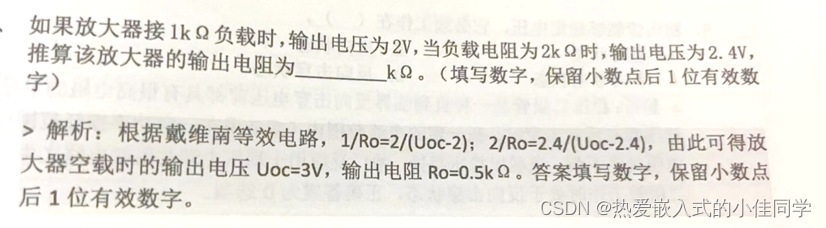 、如果放大器接1kΩ负载时,输出电压为2V,当负载电阻为2kΩ时,输出电压为2.4V,
推算该放大器的输出电阻为______kΩ。(填写数字,保留小数点后1位有效数
字)
> 解析:根据戴维南等效电路,1/Ro=2/(Uoc-2);2/Ro=2.4/(Uoc-2.4),由此可得放
大器空载时的输出电压 Uoc=3V,输出电阻 Ro=0.5kΩ。答案填写数字,保留小数点
后1位有效数字。
CSDN @热爱嵌入式的小佳同学